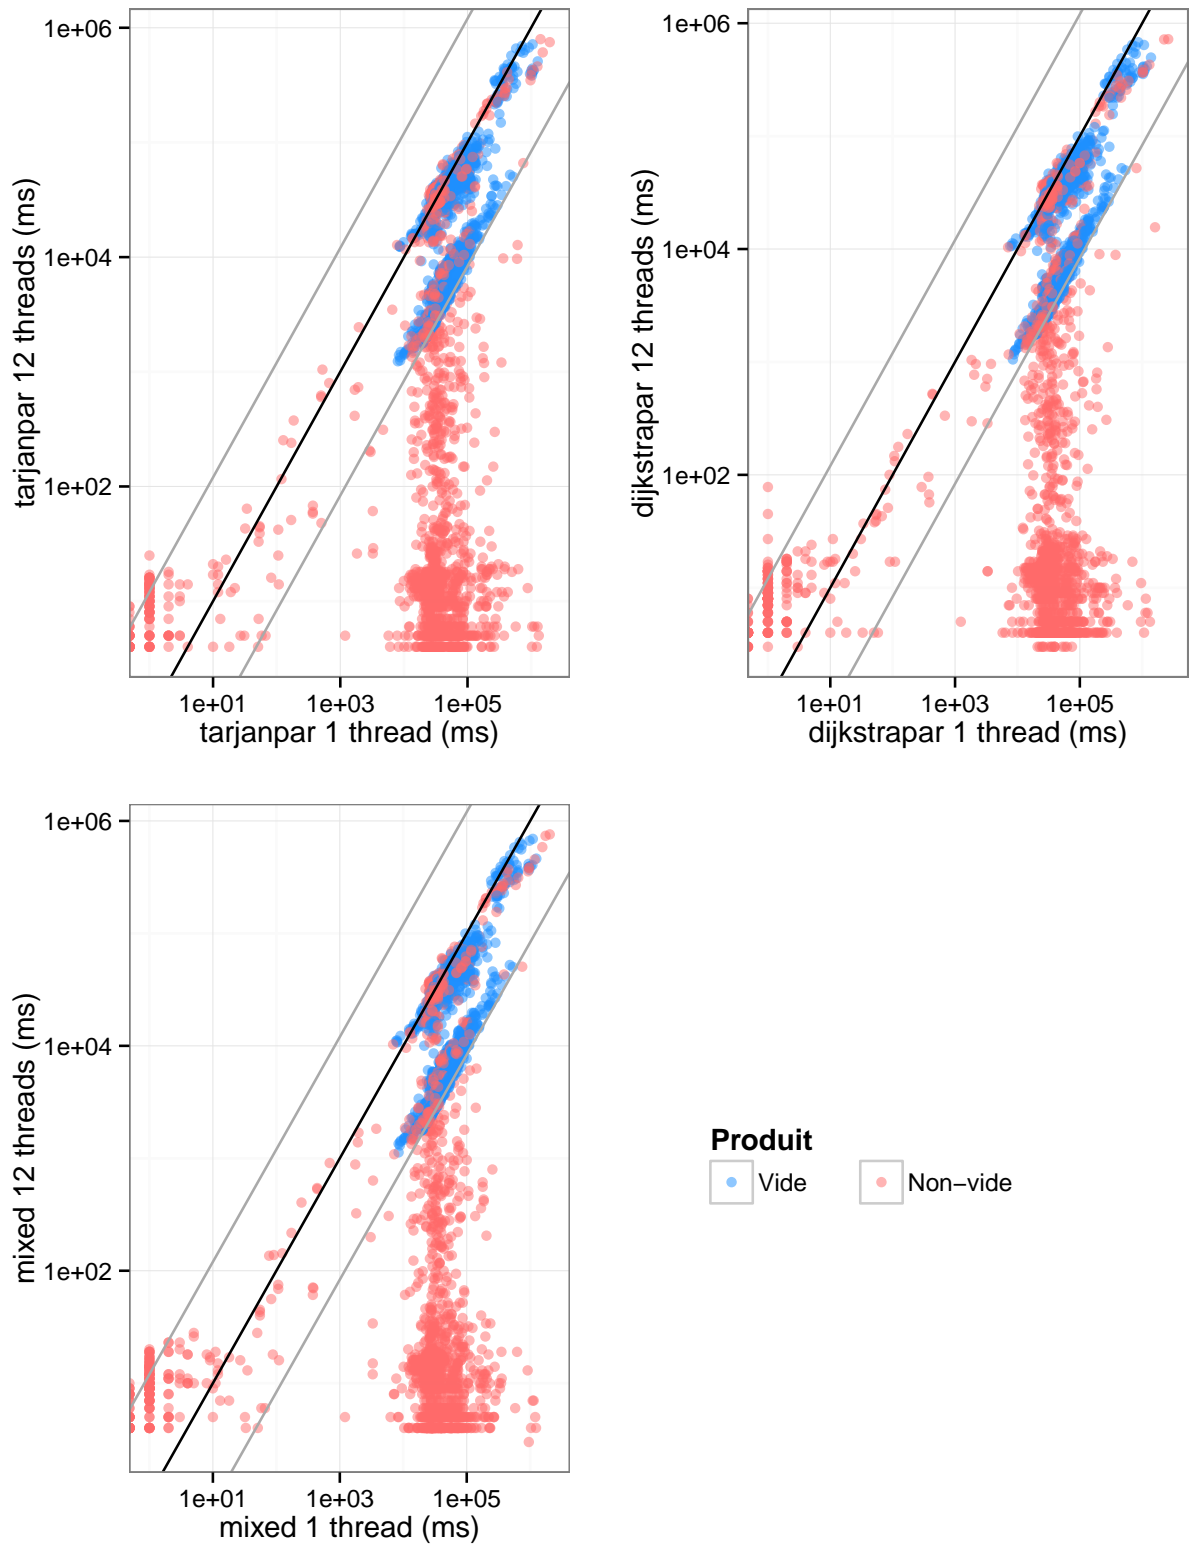 1e+06
1e+04
1e+02
tarjanpar 12 threads (ms)
1e+01 1e+03 1e+05
tarjanpar 1 thread (ms)
1e+06
1e+04
1e+02
dijkstrapar 12 threads (ms)
1e+01 1e+03 1e+05
dijkstrapar 1 thread (ms)
1e+06
1e+04
1e+02
mixed 12 threads (ms)
1e+01 1e+03 1e+05
mixed 1 thread (ms)
Produit
Vide Non−vide